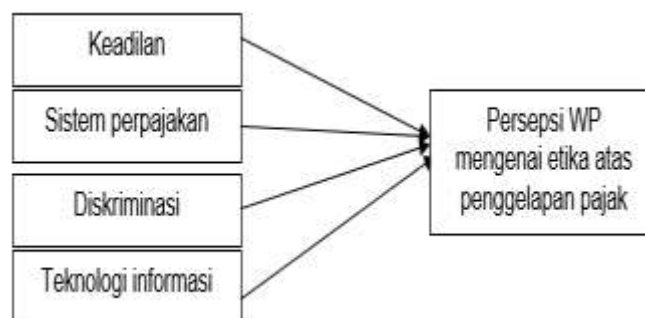 Keadilan
Sistem perpajakan
Diskriminasi
Teknologi informasi
Persepsi WP
mengenai etika atas
penggelapan pajak